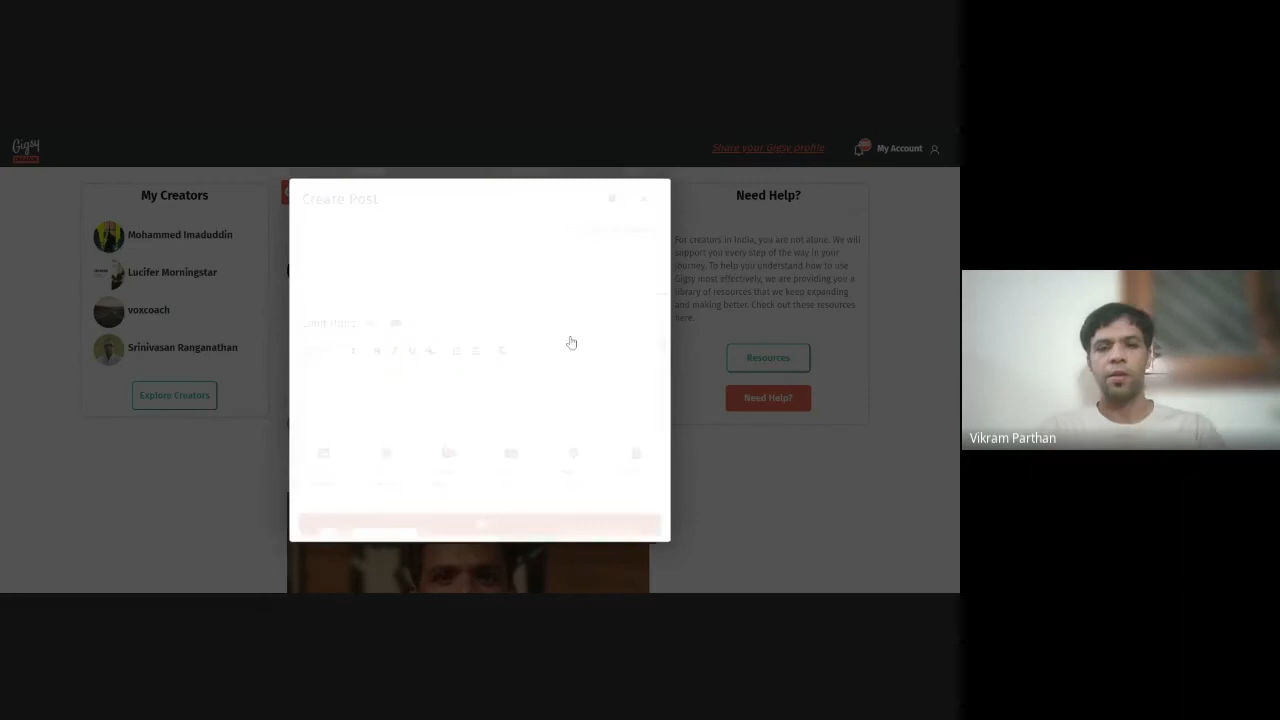 Gigsy
Share your Gigsy profile
My Account
My Creators
Mohammed Imaduddin
Lucifer Morningstar
voxcoach
Srinivasan Ranganathan
Explore Creators
Create Post
Need Help?
For creators in India, you are not alone. We will
support you every step of the way in your
journey. To help you understand how to use
Gigsy most effectively, we are providing you a
library of resources that we keep expanding
and making better. Check out these resources
here.
Resources
Need Help?
Vikram Parthan